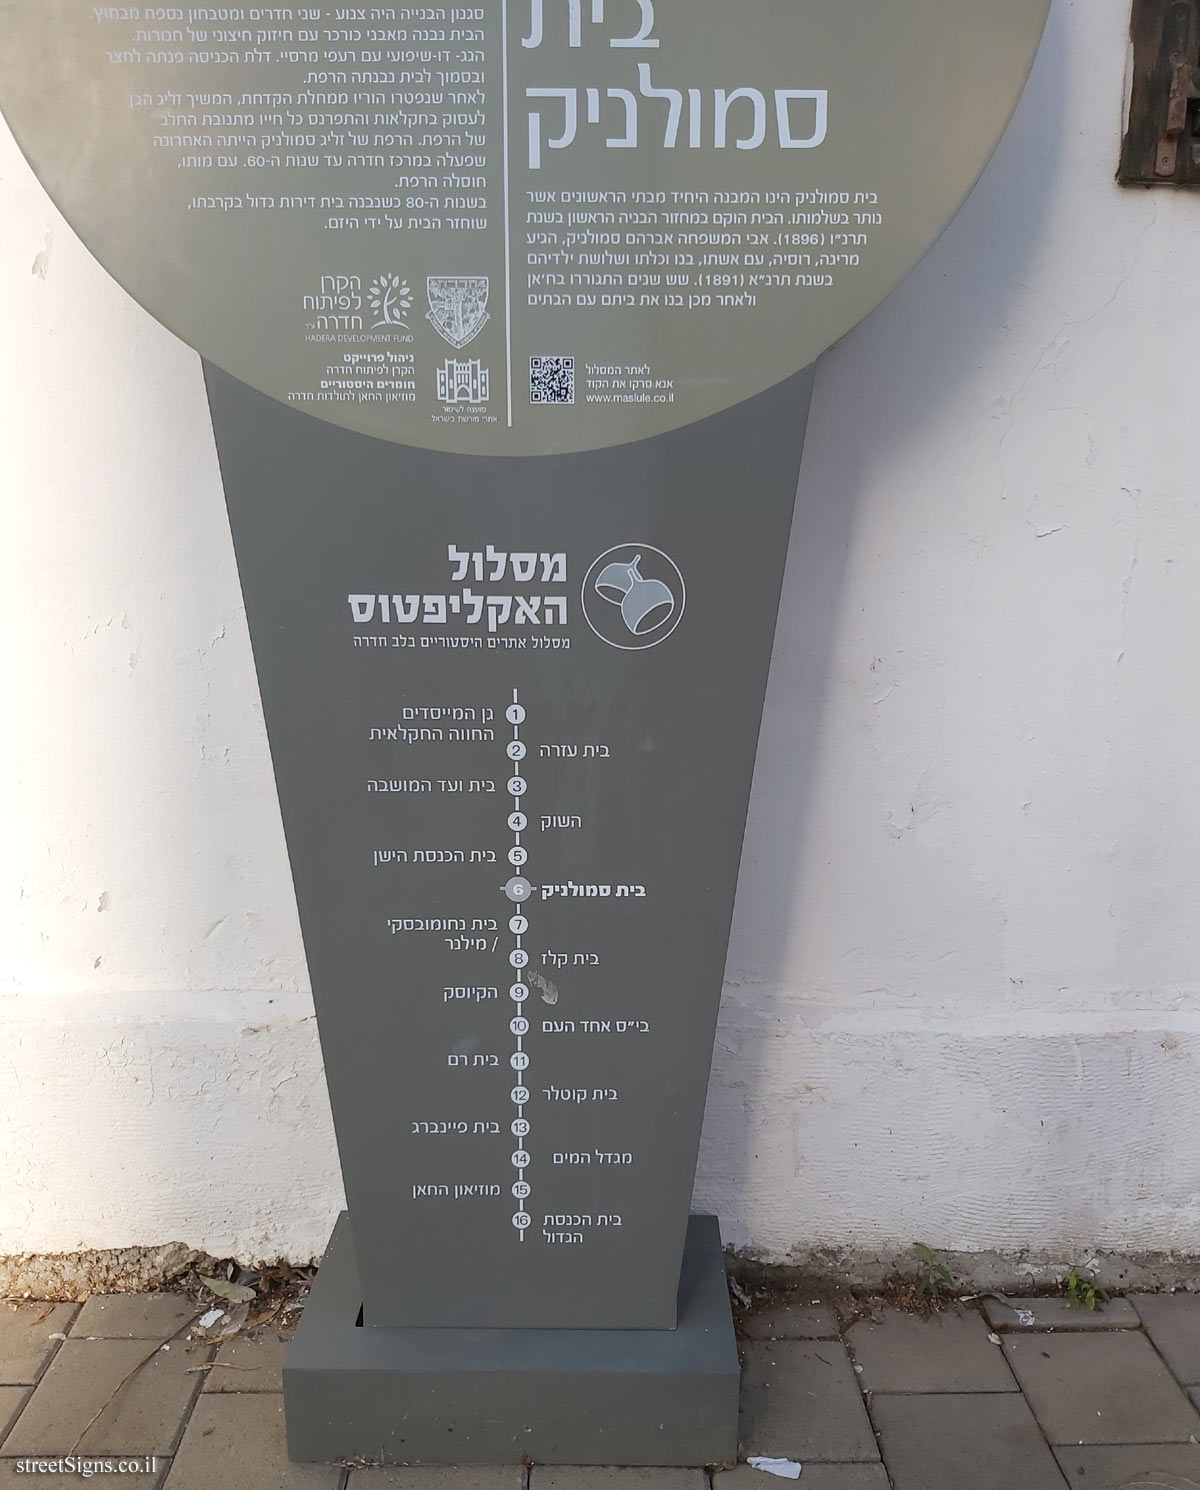 בית
סמולניק
בית סמולניק הינו המבנה היחיד מבתי הראשונים אשר
נותר בשלמותו. הבית הוקם במחזור הבניה הראשון בשנת
תרנ"ו (1896). אבי המשפחה אברהם סמולניק, הגיע
מריגה, רוסיה, עם אשתו, בנו וכלתו ושלושת ילדיהם
בשנת תרנ"א (1891). שש שנים התגוררו בח'אן
ולאחר מכן בנו את ביתם עם הבתים
סגנון הבנייה היה צנוע - שני חדרים ומטבחון נספח מבחוץ.
הבית נבנה מאבני כורכר עם חיזוק חיצוני של חגורות.
הגג- דו-שיפועי עם רעפי מרסיי. דלת הכניסה פנתה לחצר
ובסמוך לבית נבנתה הרפת.
לאחר שנפטרו הוריו ממחלת הקדחת, המשיך זליג הבן
לעסוק בחקלאות והתפרנס כל חייו מתנובת החלב
של הרפת. הרפת של זליג סמולניק הייתה האחרונה
שפעלה במרכז חדרה עד שנות ה-60. עם מותו,
חוסלה הרפת.
בשנות ה-80 כשנבנה בית דירות גדול בקרבתו,
שוחזר הבית על ידי היזם.
לאתר המסלול
אנא סרקו את הקוד
www.maslule.co.il
חדרה
הקרן
לפיתוח
חדרה ע"ר
HADERA DEVELOPMENT FUND
ניהול פרוייקט
הקרן לפיתוח חדרה
חומרים היסטוריים
מוזיאון החאן לתולדות חדרה
מועצה לשימור
אתרי מורשת בישראל
מסלול
האקליפטוס
מסלול אתרים היסטוריים בלב חדרה
1 גן המייסדים
החווה החקלאית
2 בית עזרה
3 בית ועד המושבה
4 השוק
5 בית הכנסת הישן
6 בית סמולניק
7 בית נחומובסקי
/ מילנר
8 בית קלז
9 הקיוסק
10 בי"ס אחד העם
11 בית רם
12 בית קוטלר
13 בית פיינברג
14 מגדל המים
15 מוזיאון החאן
16 בית הכנסת
הגדול
streetSigns.co.il